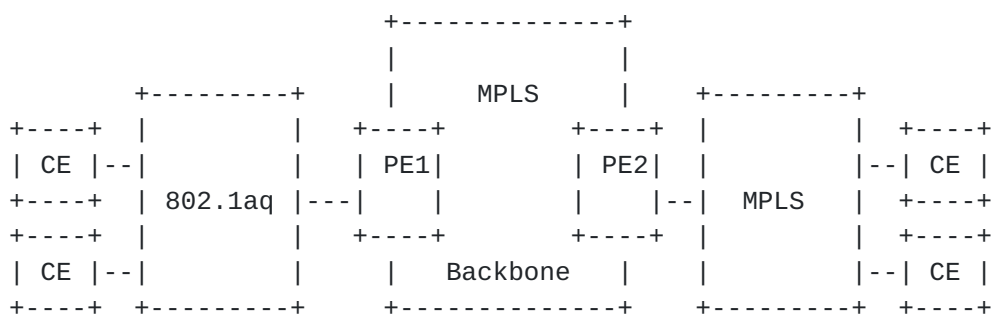 MPLS
CE PE1 PE2 CE
802.1aq MPLS
CE Backbone CE